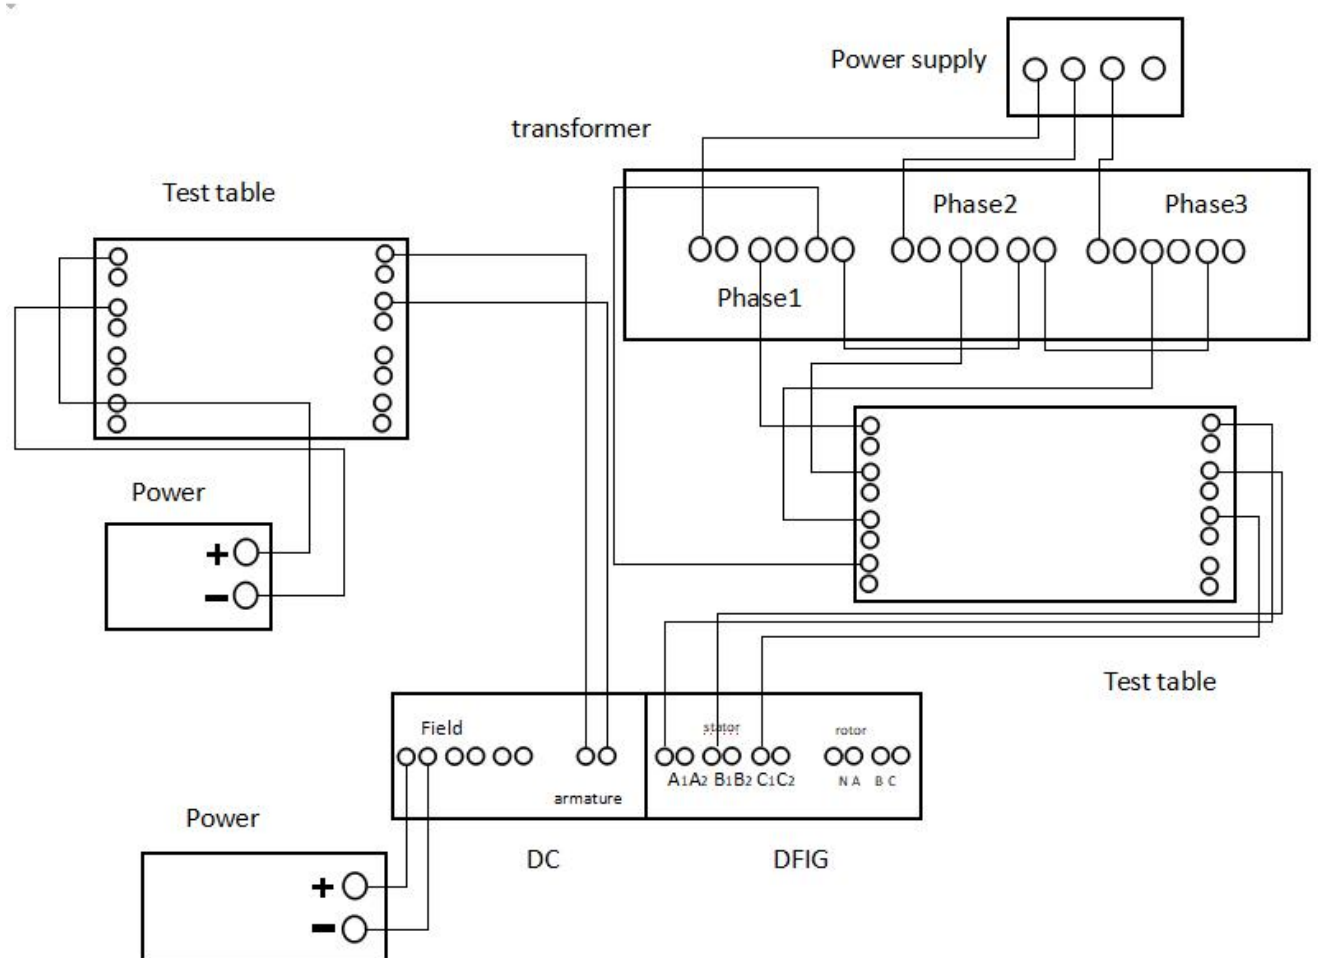 Power supply
transformer
Test table
Phase2
Phase3
Phase1
Power
+
−
Test table
Field
stator
rotor
A1A2 B1B2 C1C2
N A B C
armature
Power
DC
DFIG
+
−